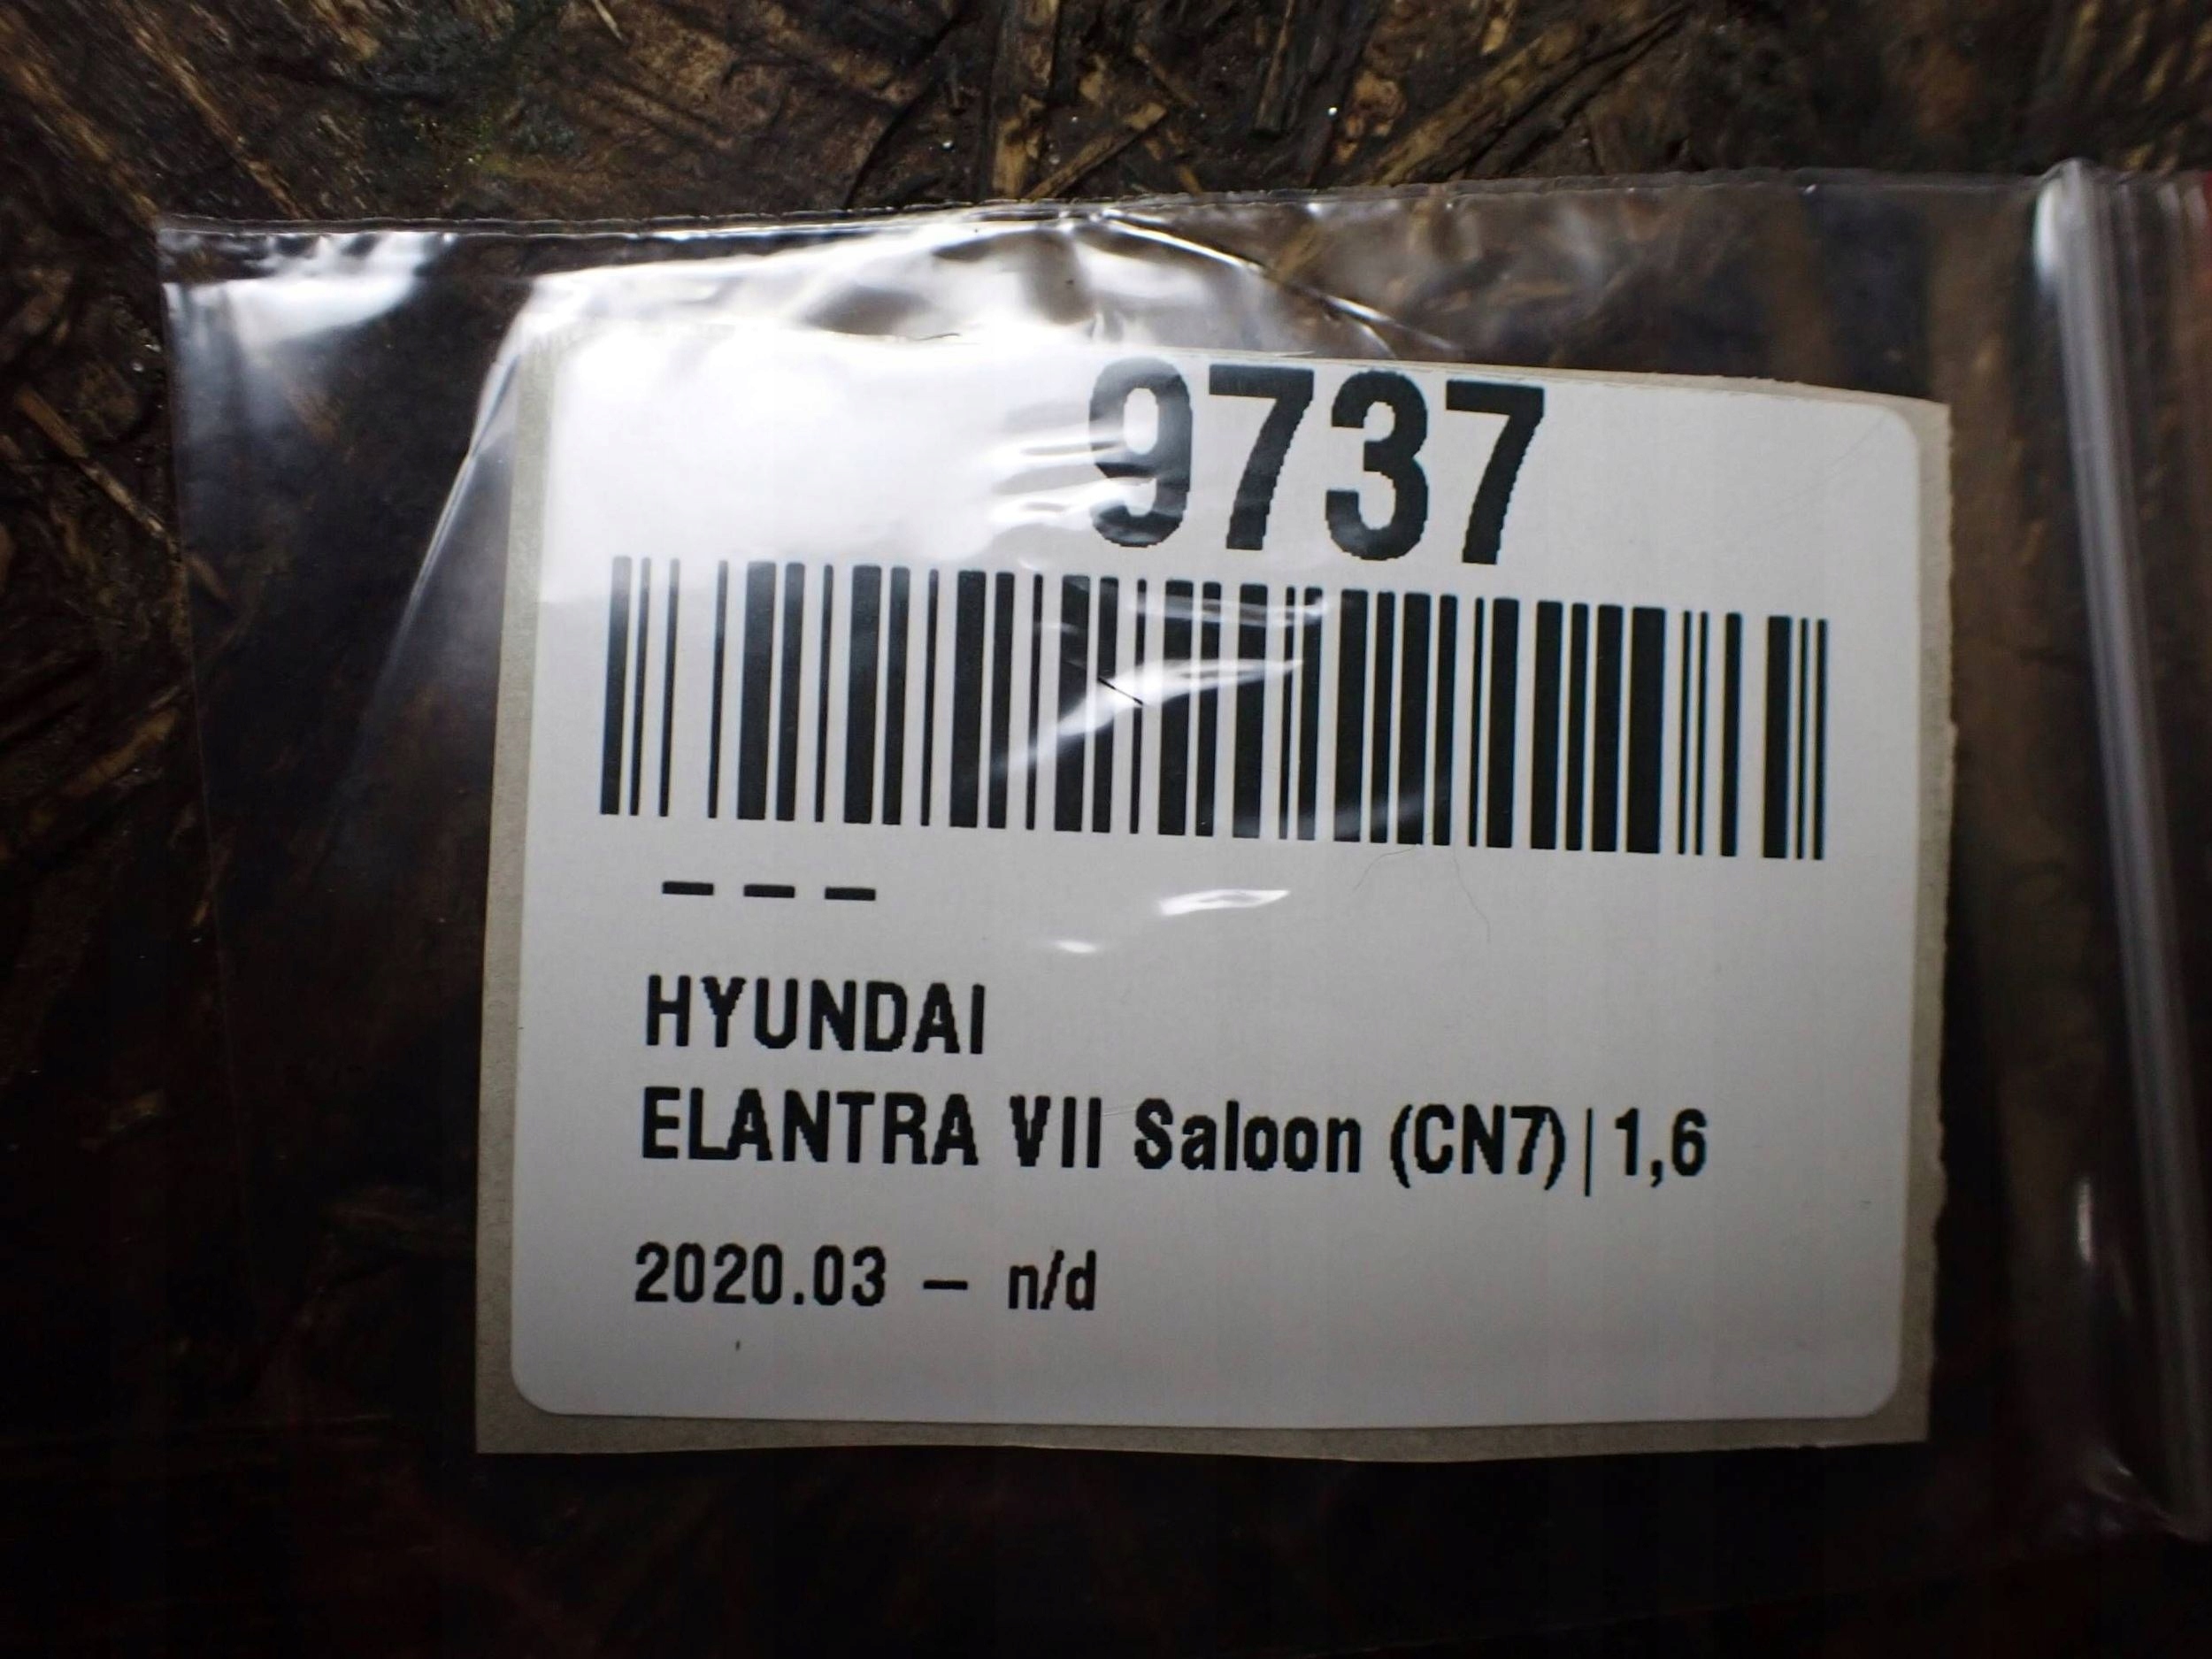 9737
– – –
HYUNDAI
ELANTRA VII Saloon (CN7)|1,6
2020.03 – n/d